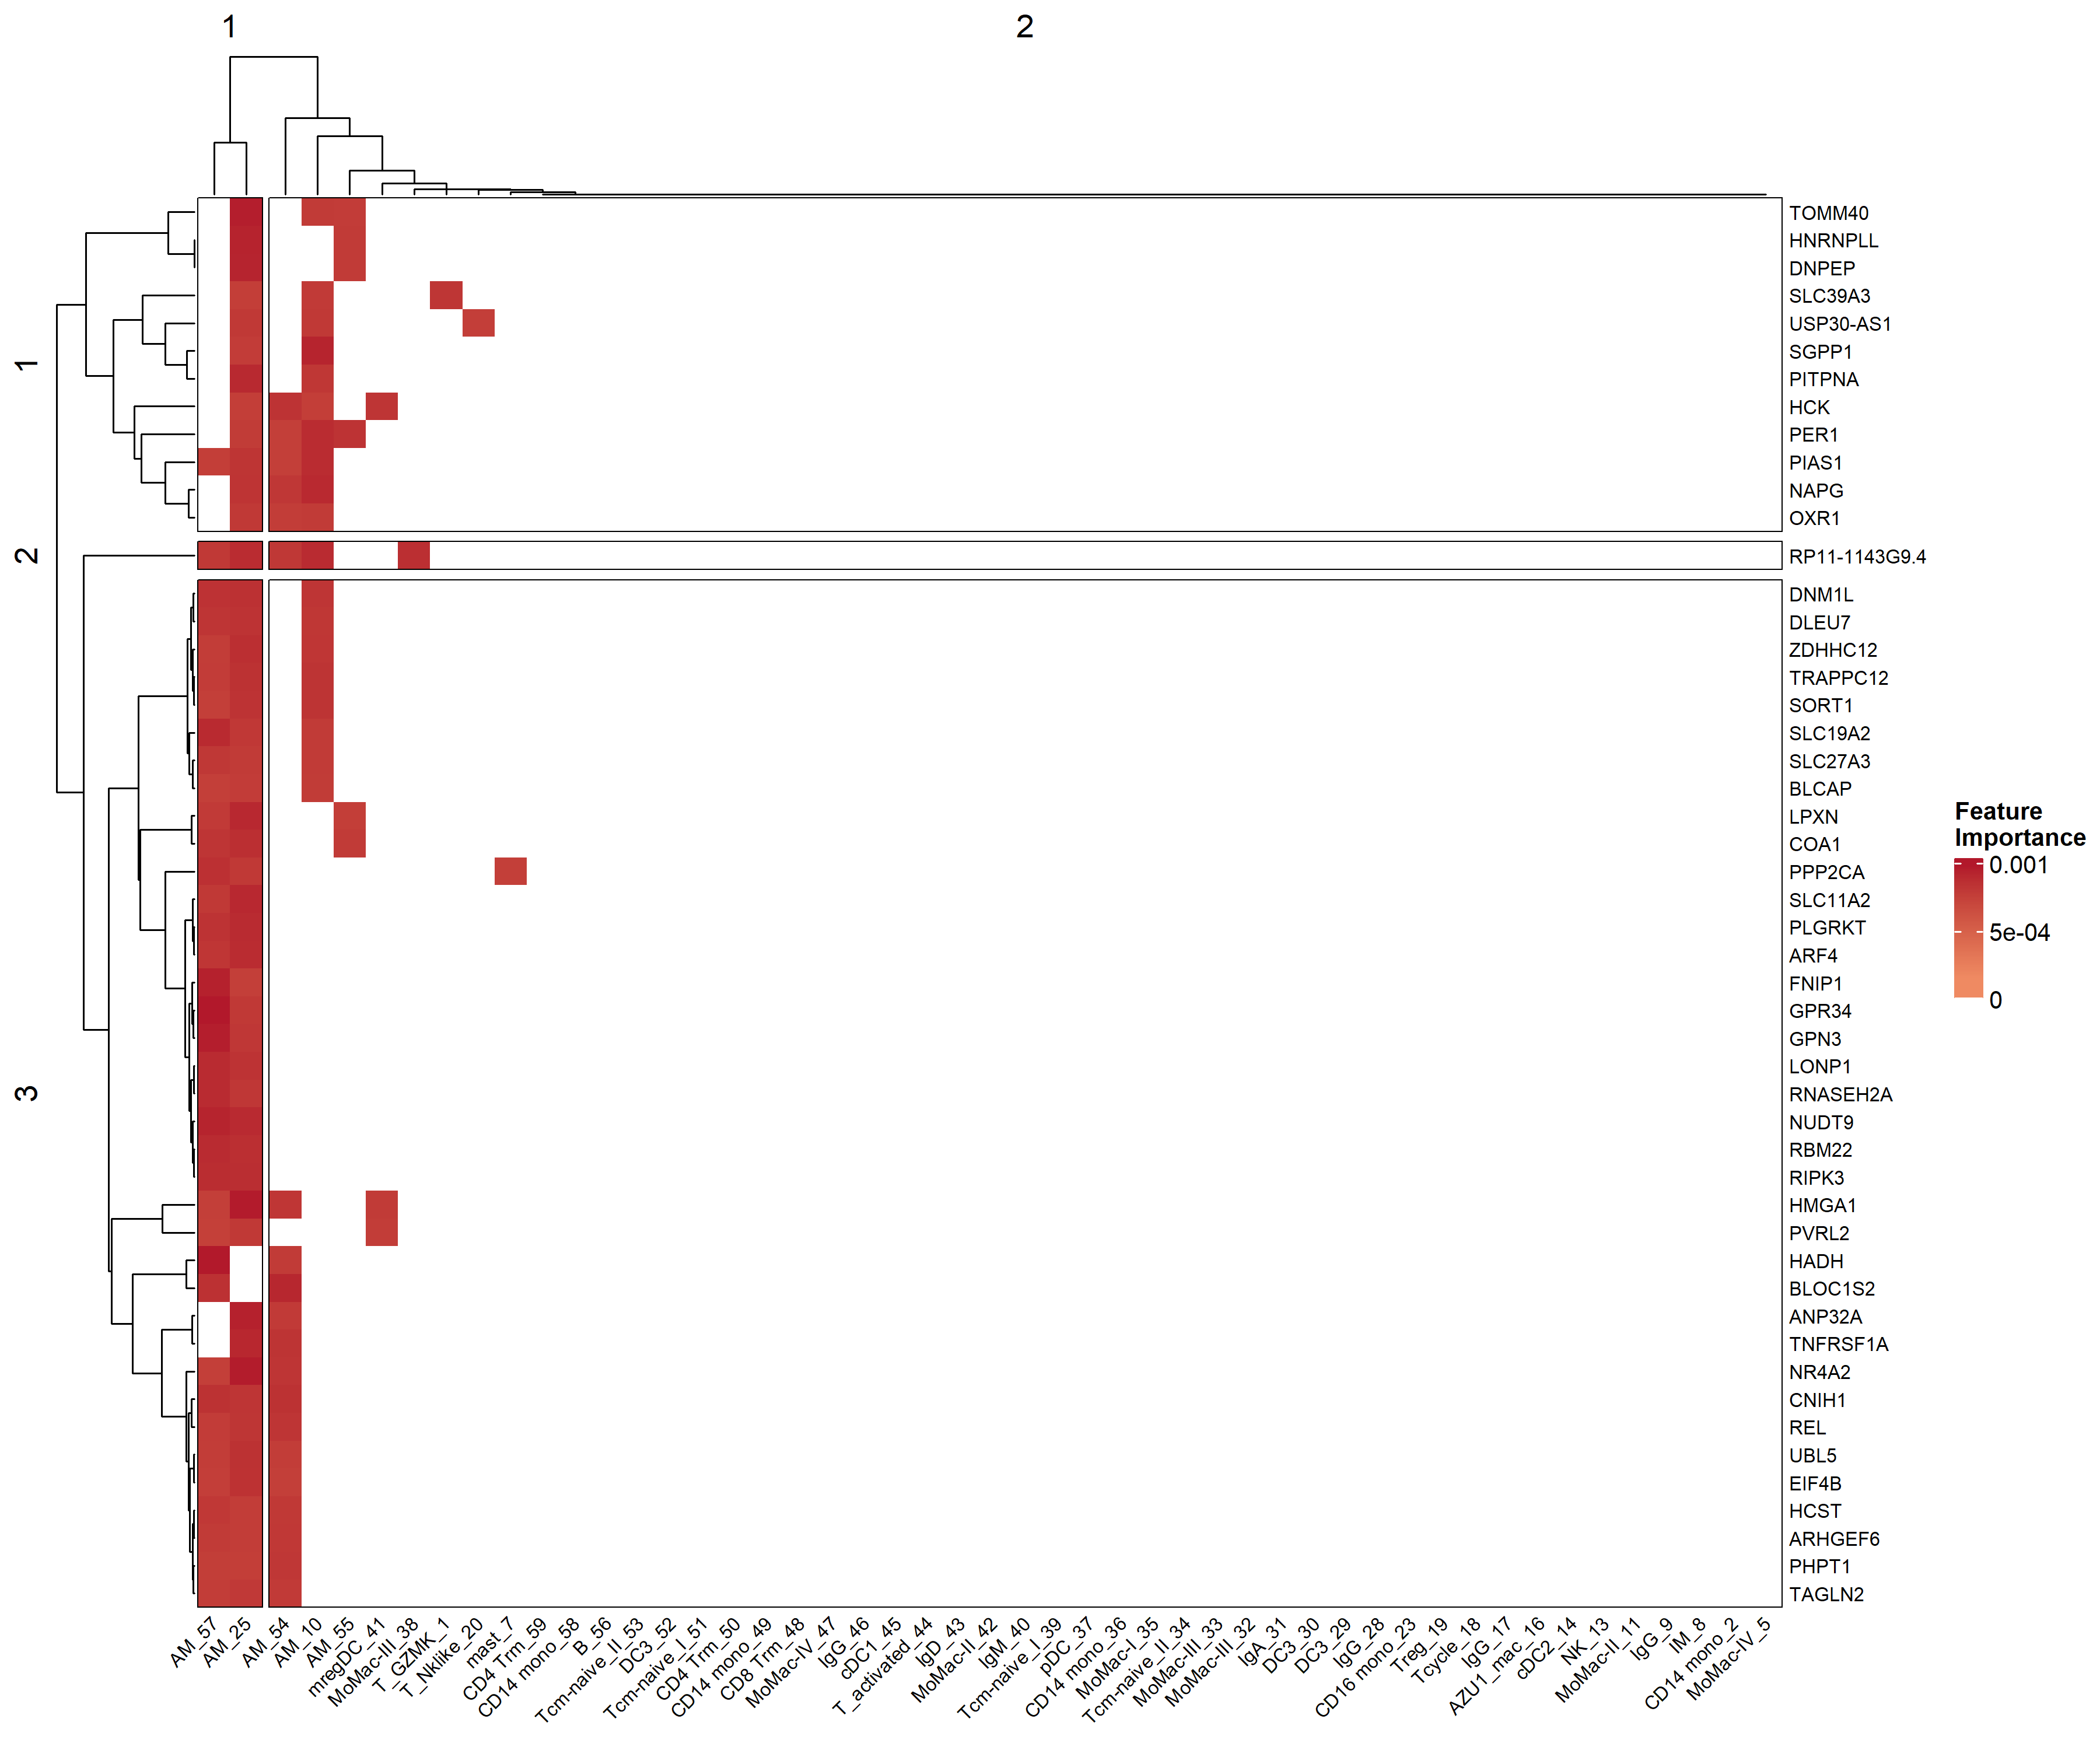 1
2
1
2
3
TOMM40
HNRNPLL
DNPEP
SLC39A3
USP30-AS1
SGPP1
PITPNA
HCK
PER1
PIAS1
NAPG
OXR1
RP11-1143G9.4
DNM1L
DLEU7
ZDHHC12
TRAPPC12
SORT1
SLC19A2
SLC27A3
BLCAP
LPXN
COA1
PPP2CA
SLC11A2
PLGRKT
ARF4
FNIP1
GPR34
GPN3
LONP1
RNASEH2A
NUDT9
RBM22
RIPK3
HMGA1
PVRL2
HADH
BLOC1S2
ANP32A
TNFRSF1A
NR4A2
CNIH1
REL
UBL5
EIF4B
HCST
ARHGEF6
PHPT1
TAGLN2
Feature
Importance
0.001
5e-04
0
AM_57
AM_25
AM_54
AM_10
AM_55
mregDC_41
MoMac-III_38
T_GZMK_1
T_Nklike_20
mast_7
CD4 Trm_59
CD14 mono_58
B_56
Tcm-naive_II_53
DC3_52
Tcm-naive_I_51
CD4 Trm_50
CD14 mono_49
CD8 Trm_48
MoMac-IV_47
IgG_46
cDC1_45
T_activated_44
IgD_43
MoMac-II_42
IgM_40
Tcm-naive_I_39
pDC_37
CD14 mono_36
MoMac-I_35
Tcm-naive_II_34
MoMac-III_33
MoMac-III_32
IgA_31
DC3_30
DC3_29
IgG_28
CD16 mono_23
Treg_19
Tcycle_18
IgG_17
AZU1_mac_16
cDC2_14
NK_13
MoMac-II_11
IgG_9
IM_8
CD14 mono_2
MoMac-IV_5